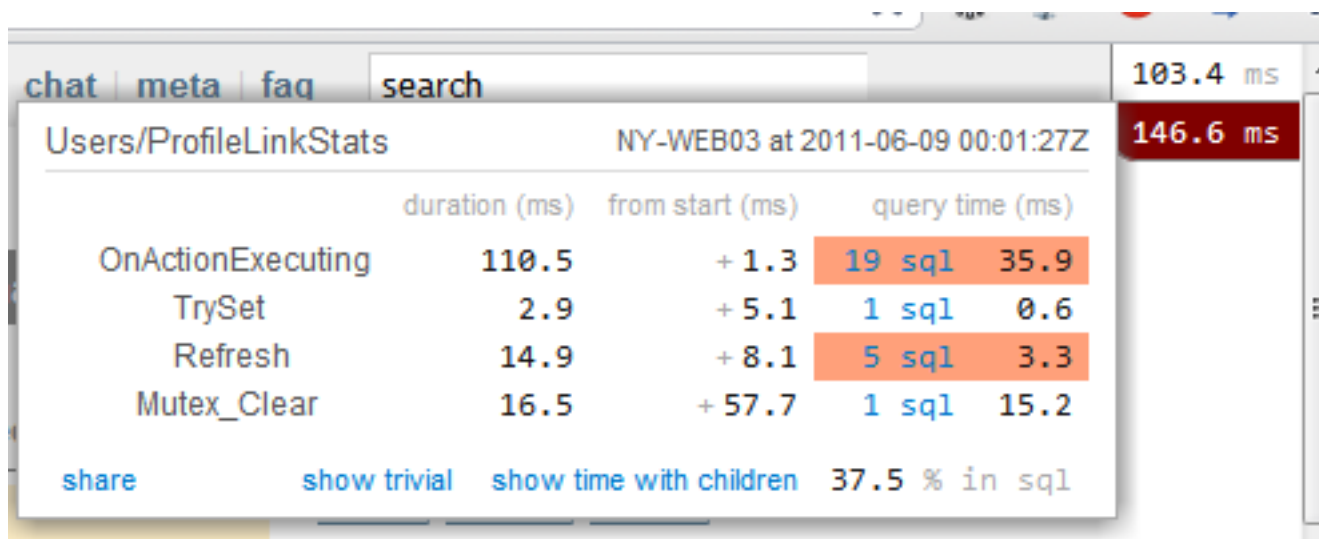 chat | meta | faq search 103.4 ms
Users/ProfileLinkStats NY-WEB03 at 2011-06-09 00:01:27Z 146.6 ms
duration (ms) from start (ms) query time (ms)
OnActionExecuting 110.5 + 1.3 19 sql 35.9
TrySet 2.9 + 5.1 1 sql 0.6
Refresh 14.9 + 8.1 5 sql 3.3
Mutex_Clear 16.5 + 57.7 1 sql 15.2
share show trivial show time with children 37.5 % in sql